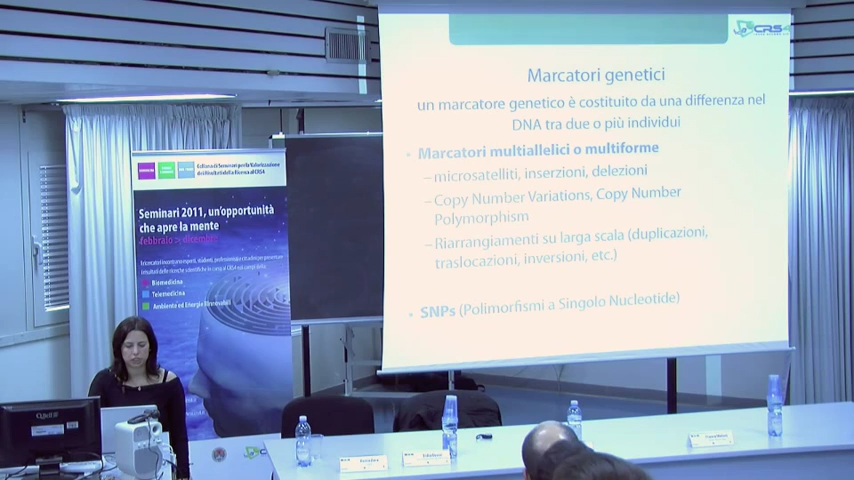 CRS4
Marcatori genetici
un marcatore genetico è costituito da una differenza nel
DNA tra due o più individui
• Marcatori multiallelici o multiforme
–microsatelliti, inserzioni, delezioni
–Copy Number Variations, Copy Number
Polymorphism
–Riarrangiamenti su larga scala (duplicazioni,
traslocazioni, inversioni, etc.)
• SNPs (Polimorfismi a Singolo Nucleotide)
Seminari 2011, un'opportunità
che apre la mente
febbraio > dicembre
Biomedicina
Telemedicina
Ambiente ed Energie Rinnovabili